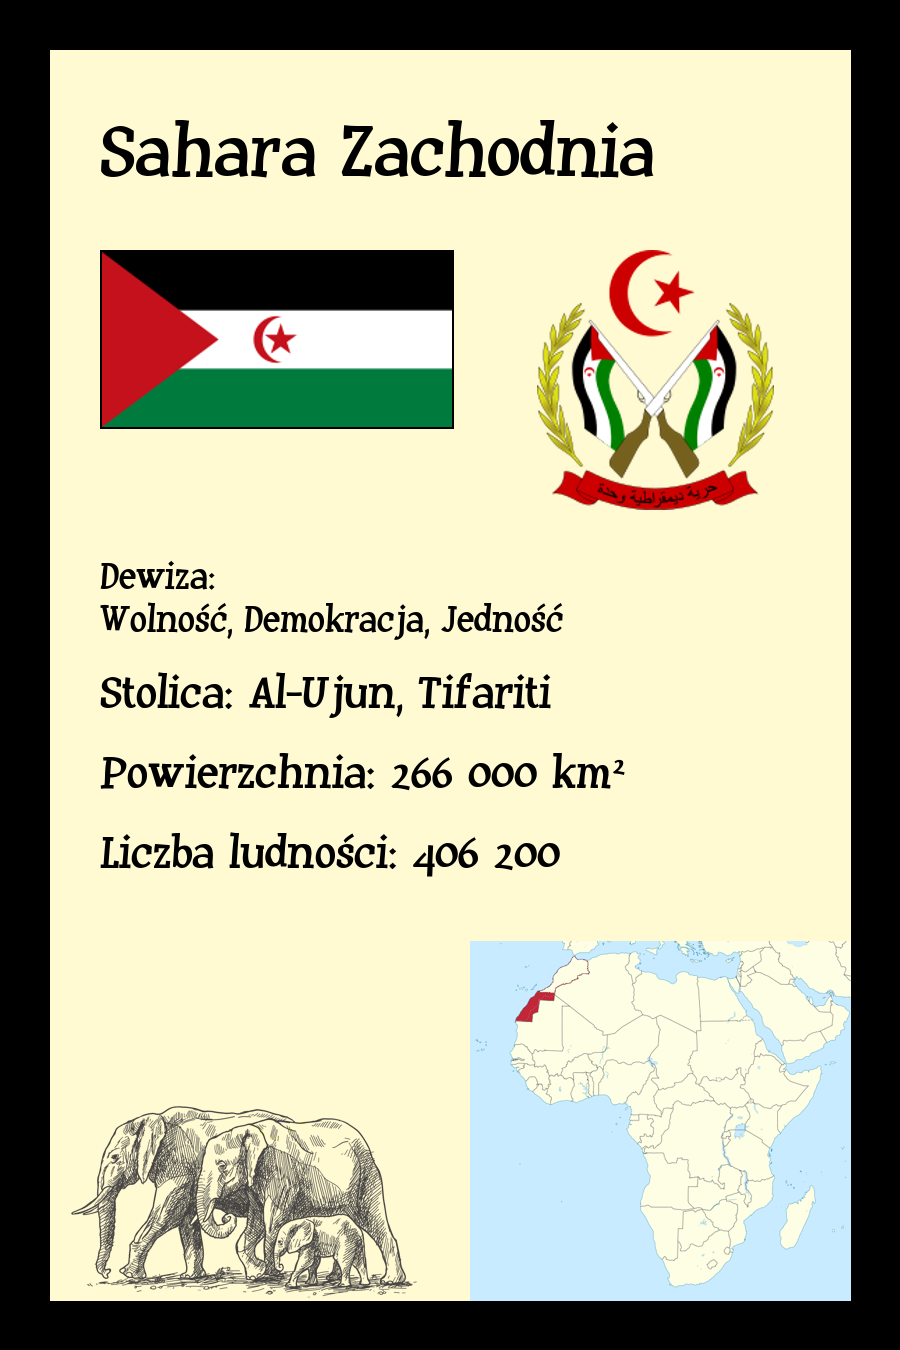 Sahara Zachodnia
حرية ديمقراطية وحدة
Dewiza:
Wolność, Demokracja, Jedność
Stolica: Al-Ujun, Tifariti
Powierzchnia: 266 000 km²
Liczba ludności: 406 200